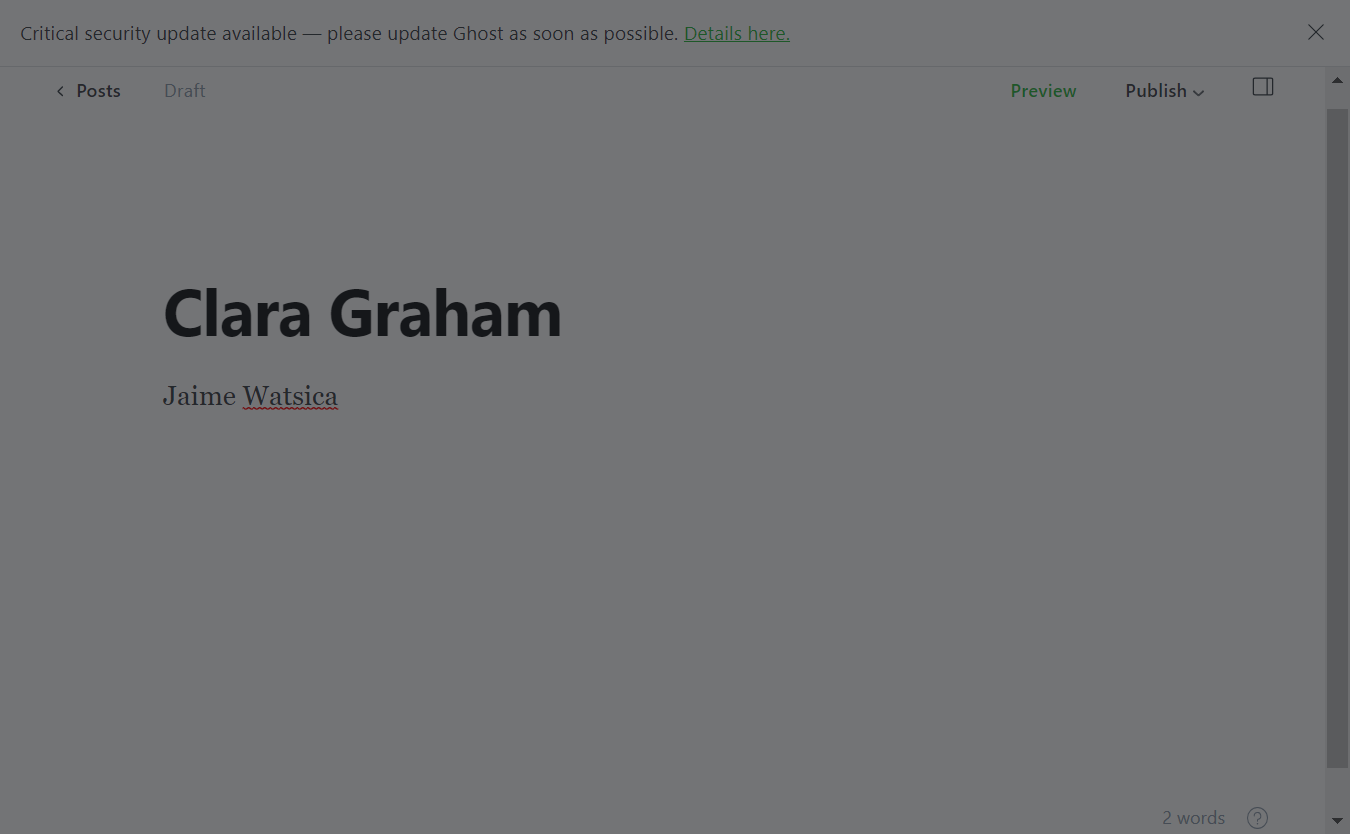 Critical security update available — please update Ghost as soon as possible. Details here.
Posts Draft Preview Publish
Clara Graham
Jaime Watsica
2 words ?